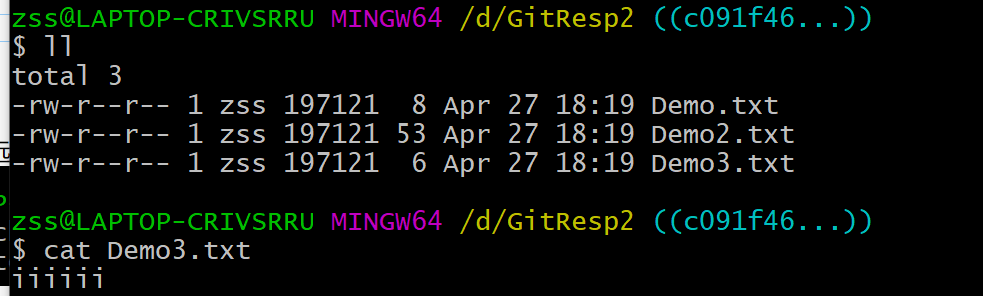 zss@LAPTOP-CRIVSRRU MINGW64 /d/GitResp2 ((c091f46...))
$ ll
total 3
-rw-r--r-- 1 zss 197121  8 Apr 27 18:19 Demo.txt
-rw-r--r-- 1 zss 197121 53 Apr 27 18:19 Demo2.txt
-rw-r--r-- 1 zss 197121  6 Apr 27 18:19 Demo3.txt
zss@LAPTOP-CRIVSRRU MINGW64 /d/GitResp2 ((c091f46...))
$ cat Demo3.txt
iiiiii